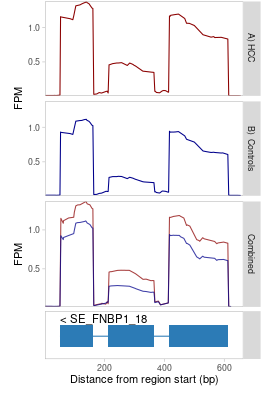 FPM
1.0
0.5
A) HCC
1.0
0.5
B) Controls
FPM
1.0
0.5
Combined
< SE_FNBP1_18
200
400
600
Distance from region start (bp)